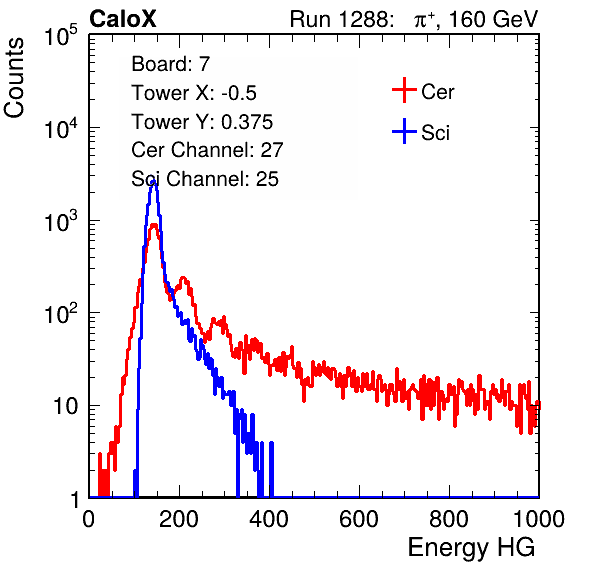 CaloX Run 1288: π⁺, 160 GeV
Counts
10⁵
10⁴
10³
10²
10
1
Board: 7
Tower X: -0.5
Tower Y: 0.375
Cer Channel: 27
Sci Channel: 25
Cer
Sci
0 200 400 600 800 1000
Energy HG